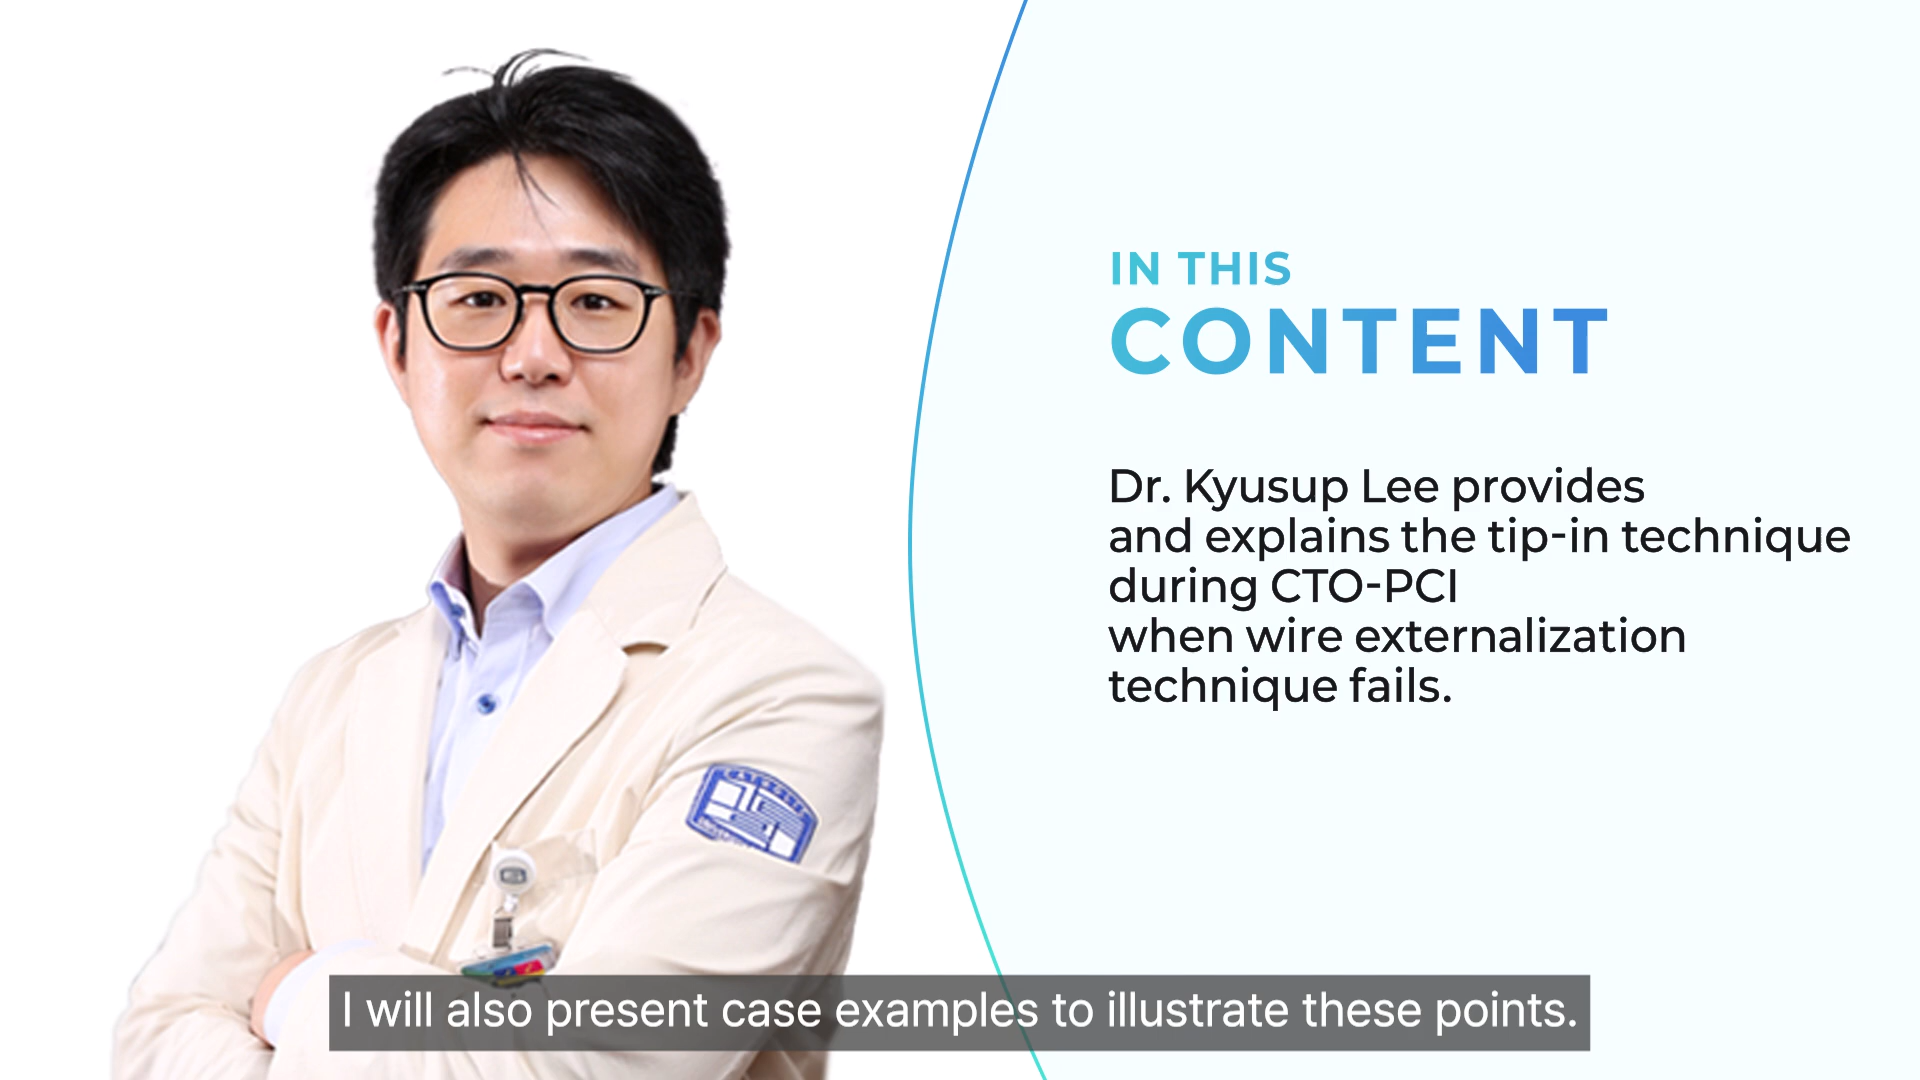 IN THIS
CONTENT
Dr. Kyusup Lee provides
and explains the tip-in technique
during CTO-PCI
when wire externalization
technique fails.
I will also present case examples to illustrate these points.